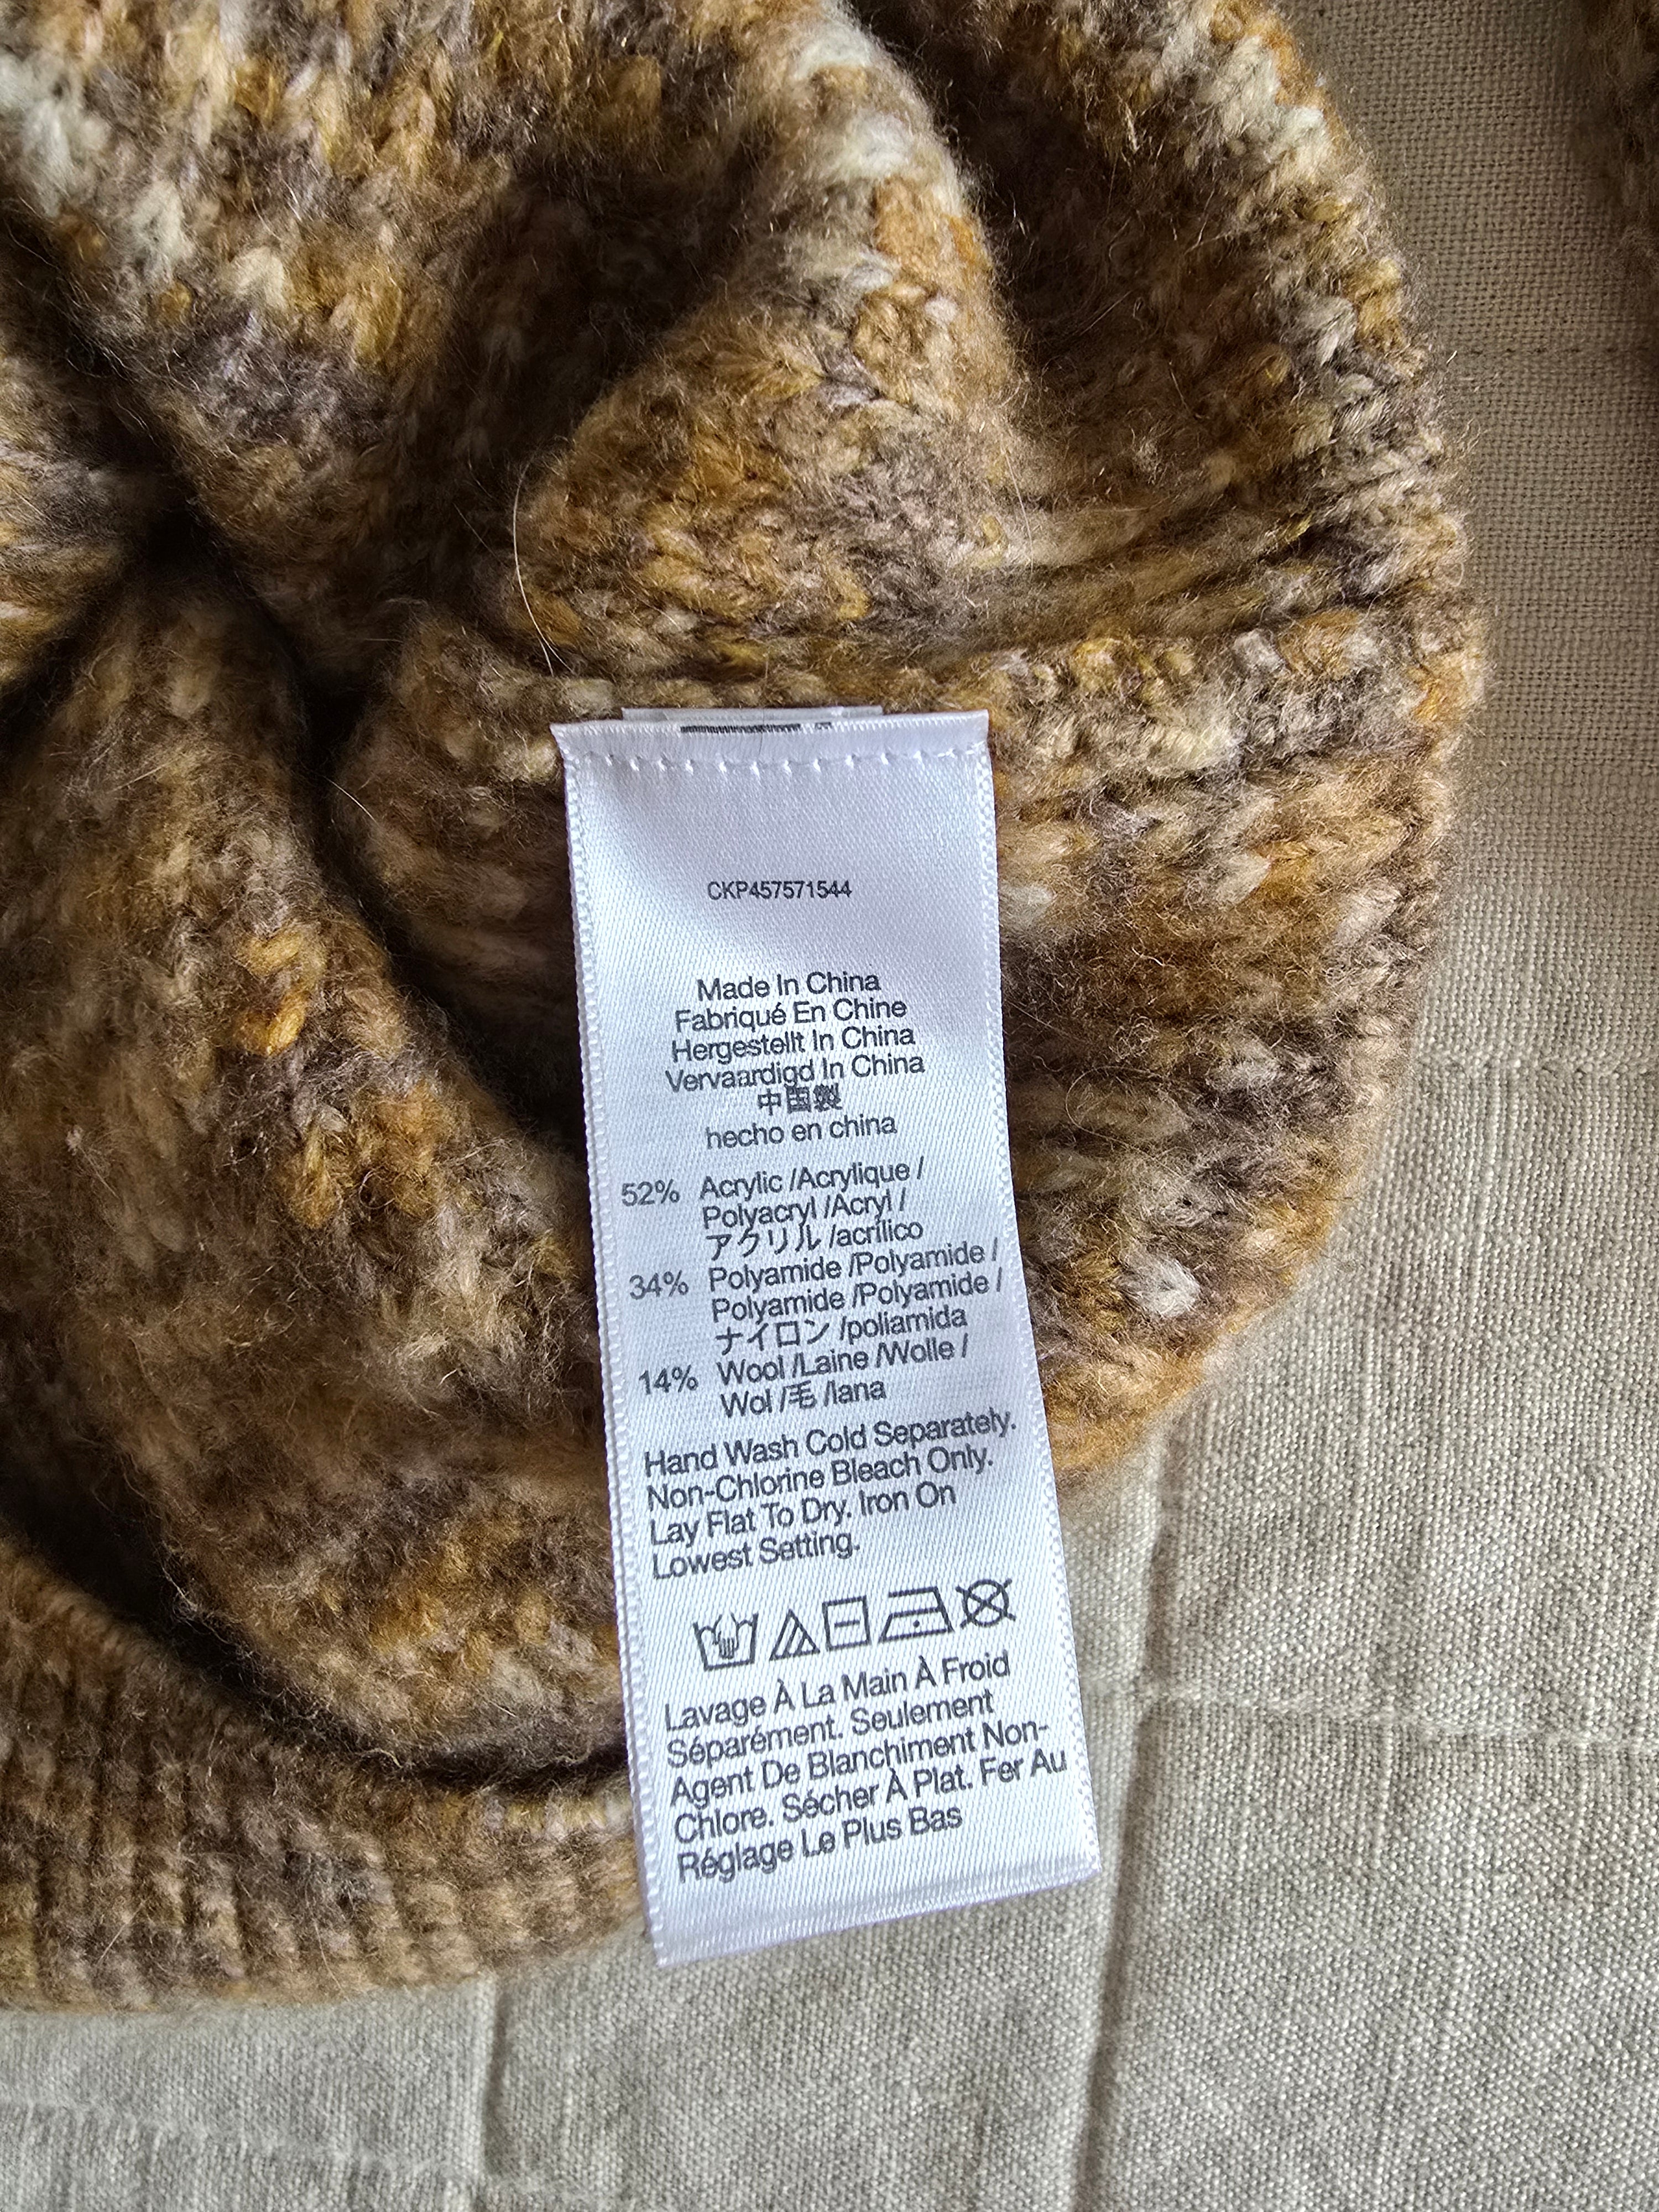 CKP457571544
Made In China
Fabriqué En Chine
Hergestellt In China
Vervaardigd In China
中国製
hecho en china
52% Acrylic /Acrylique /
Polyacryl /Acryl /
アクリル /acrílico
34% Polyamide /Polyamide /
Polyamide /Polyamide /
ナイロン /poliamida
14% Wool /Laine /Wolle /
Wol /毛 /lana
Hand Wash Cold Separately.
Non-Chlorine Bleach Only.
Lay Flat To Dry. Iron On
Lowest Setting.
Lavage À La Main À Froid
Séparément. Seulement
Agent De Blanchiment Non-
Chlore. Sécher À Plat. Fer Au
Réglage Le Plus Bas